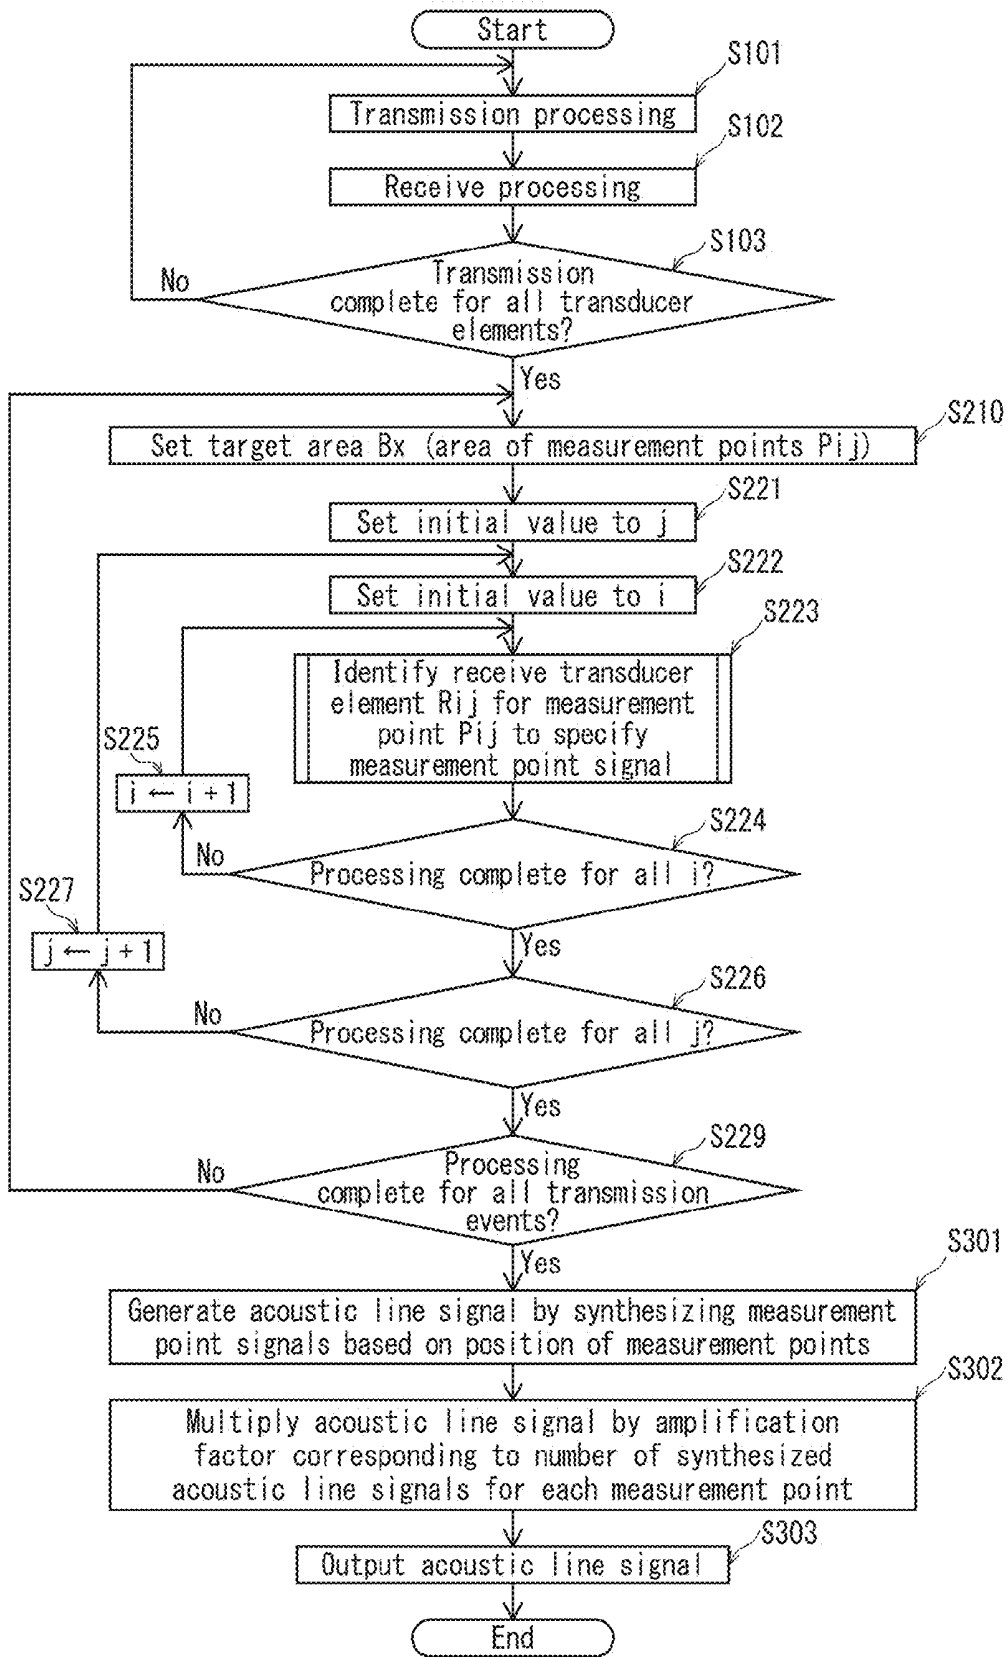 Start
S101
Transmission processing
S102
Receive processing
S103
Transmission
complete for all transducer
elements?
No
Yes
S210
Set target area Bx (area of measurement points Pij)
S221
Set initial value to j
S222
Set initial value to i
S223
Identify receive transducer
element Rij for measurement
point Pij to specify
measurement point signal
S225
i ← i + 1
S224
Processing complete for all i?
No
Yes
S227
j ← j + 1
S226
Processing complete for all j?
No
Yes
S229
Processing
complete for all transmission
events?
No
Yes
S301
Generate acoustic line signal by synthesizing measurement
point signals based on position of measurement points
S302
Multiply acoustic line signal by amplification
factor corresponding to number of synthesized
acoustic line signals for each measurement point
S303
Output acoustic line signal
End